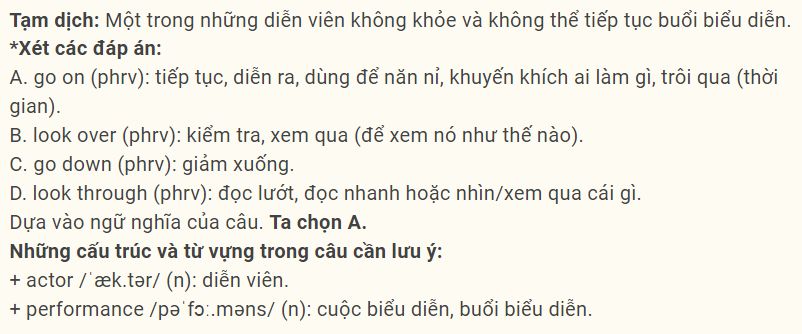 Tạm dịch: Một trong những diễn viên không khỏe và không thể tiếp tục buổi biểu diễn.
*Xét các đáp án:
A. go on (phrv): tiếp tục, diễn ra, dùng để năn nỉ, khuyến khích ai làm gì, trôi qua (thời
gian).
B. look over (phrv): kiểm tra, xem qua (để xem nó như thế nào).
C. go down (phrv): giảm xuống.
D. look through (phrv): đọc lướt, đọc nhanh hoặc nhìn/xem qua cái gì.
Dựa vào ngữ nghĩa của câu. Ta chọn A.
Những cấu trúc và từ vựng trong câu cần lưu ý:
+ actor /ˈæk.tər/ (n): diễn viên.
+ performance /pəˈfɔː.məns/ (n): cuộc biểu diễn, buổi biểu diễn.